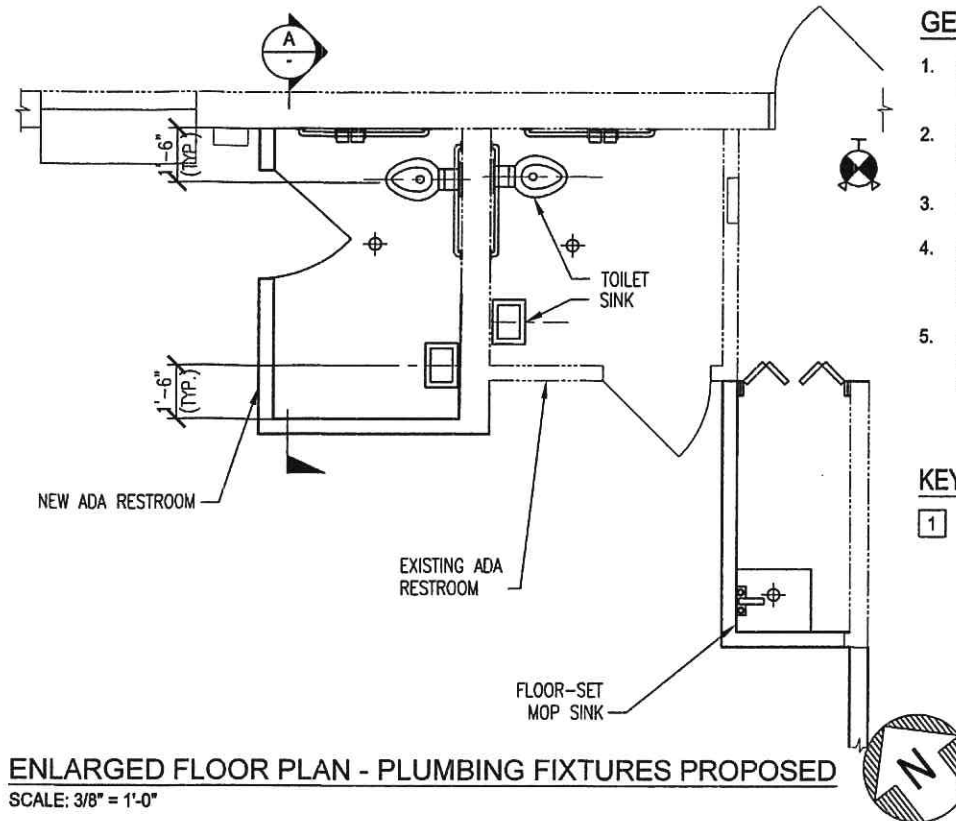 A
-
GE
1.
2.
3.
4.
5.
1'-6"
(TYP.)
TOILET
SINK
1'-6"
(TYP.)
NEW ADA RESTROOM
EXISTING ADA
RESTROOM
KEY
1
FLOOR-SET
MOP SINK
N
ENLARGED FLOOR PLAN - PLUMBING FIXTURES PROPOSED
SCALE: 3/8" = 1'-0"